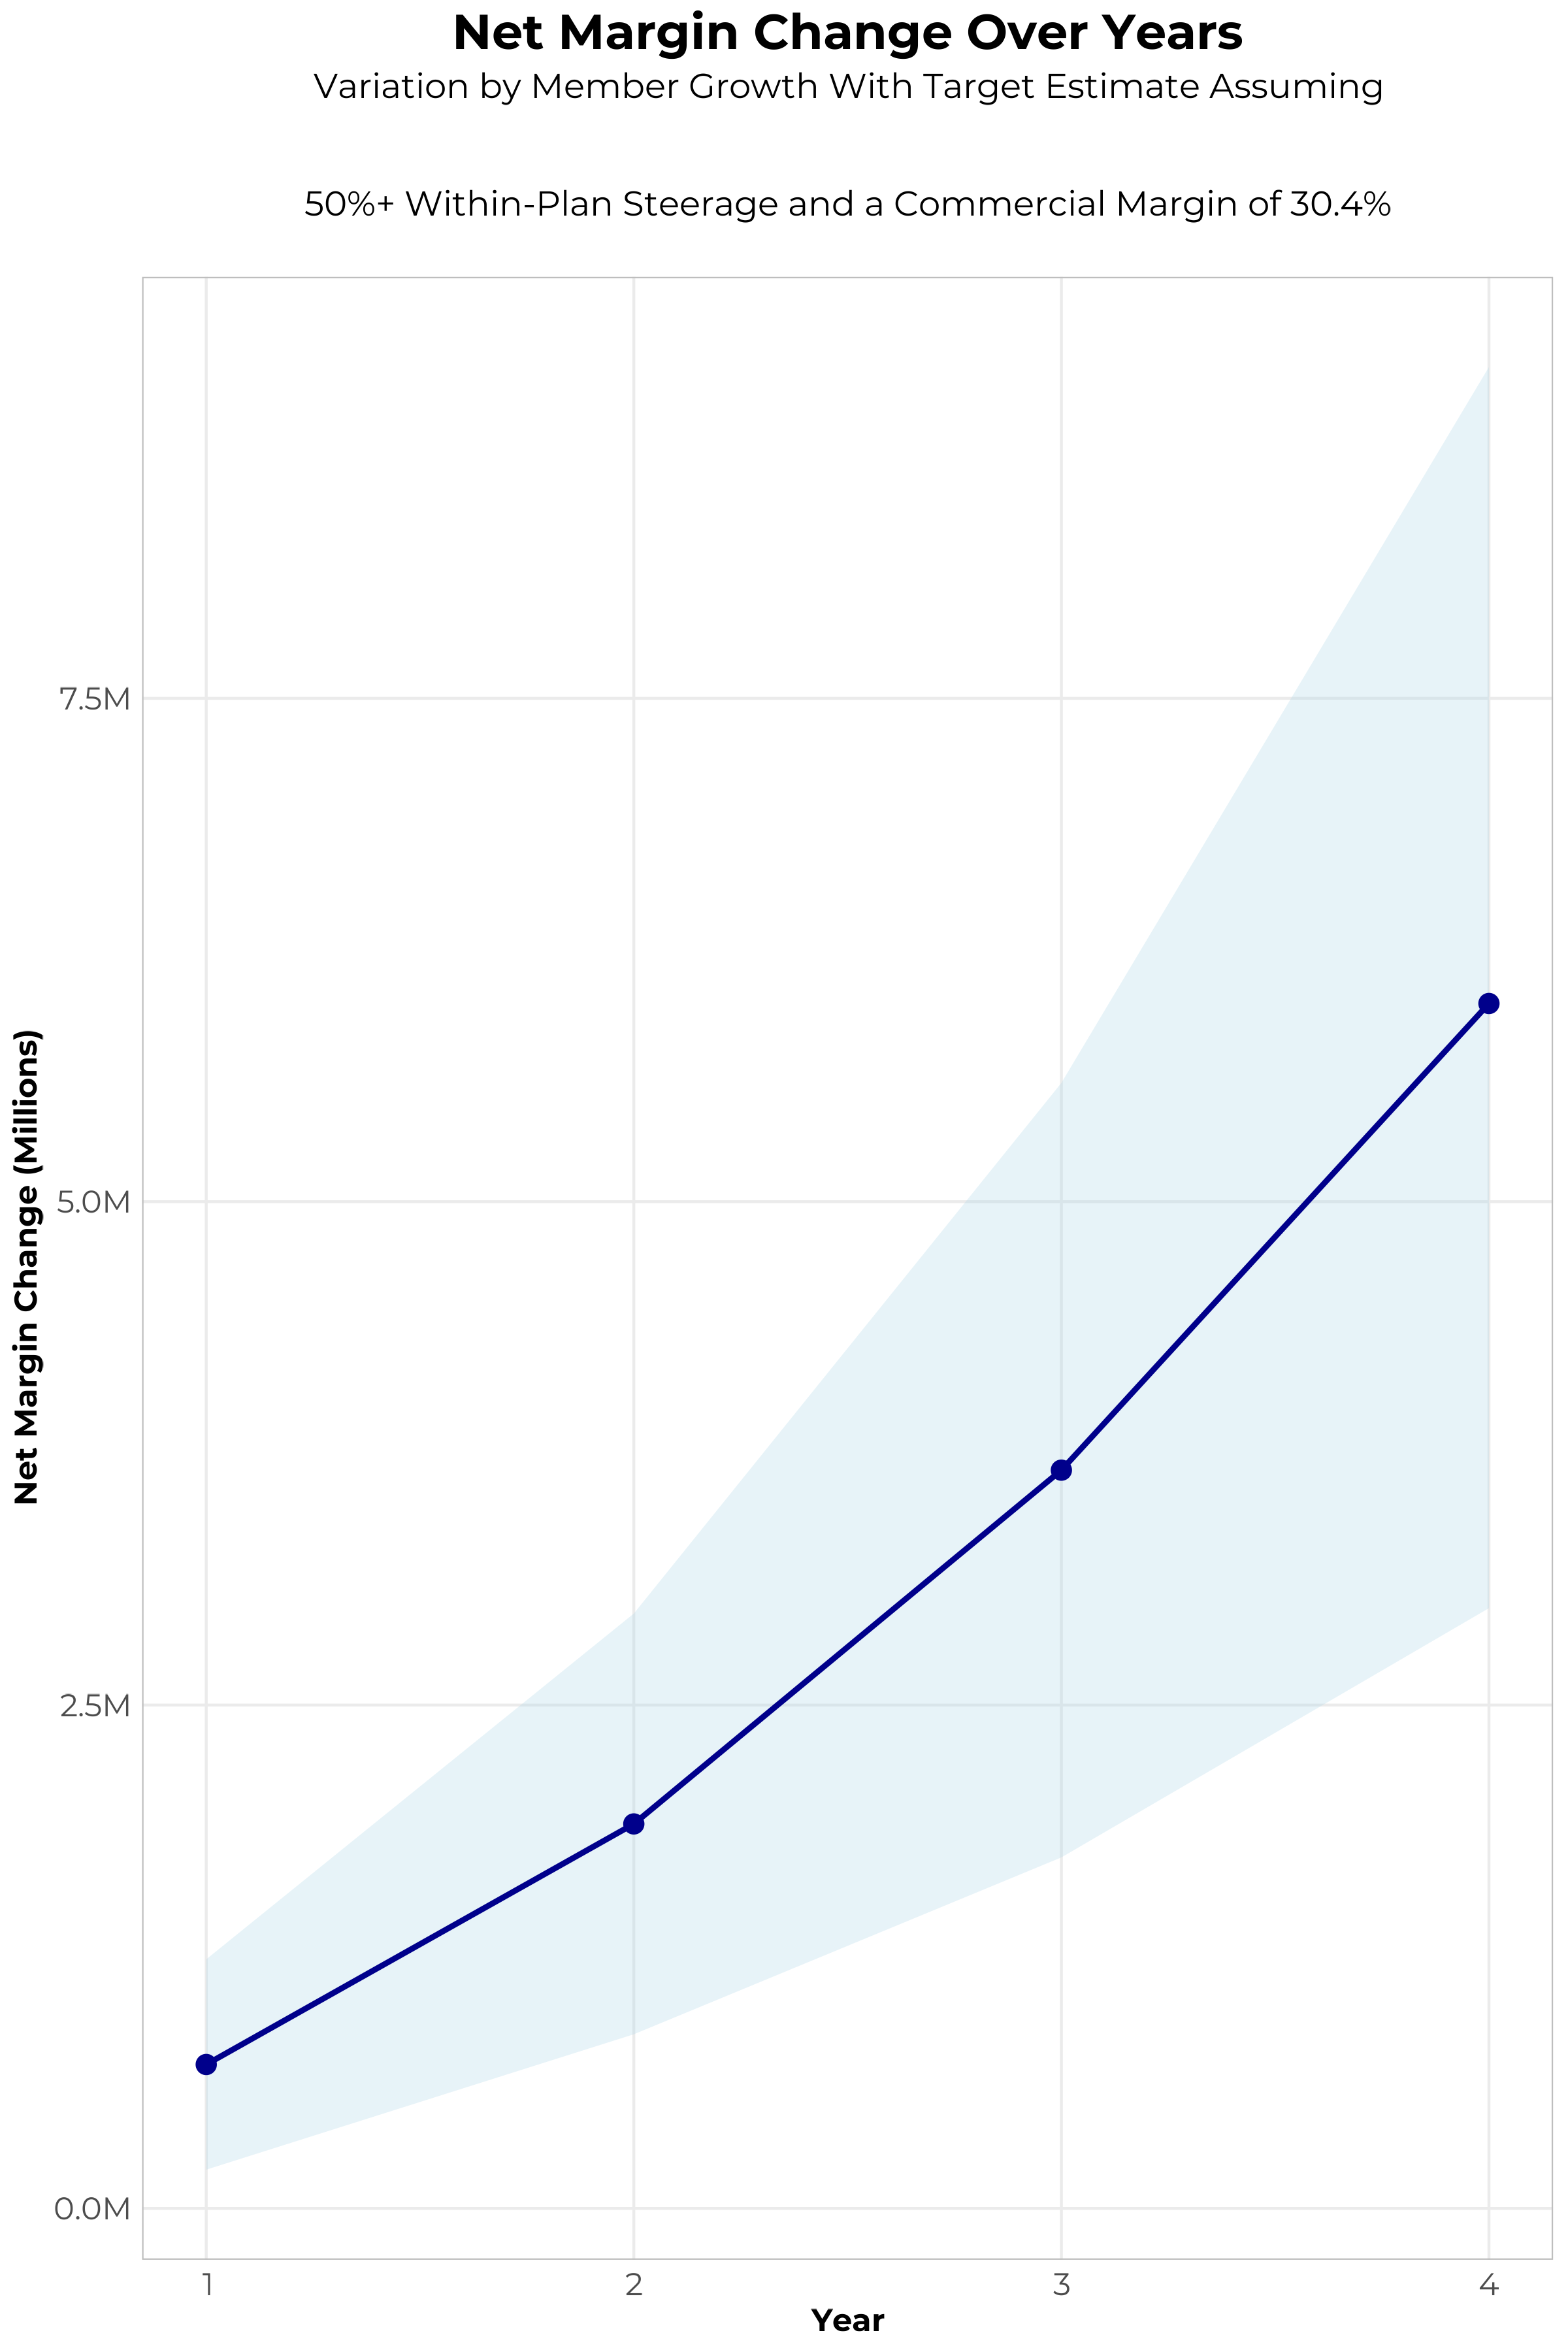 Net Margin Change Over Years
Variation by Member Growth With Target Estimate Assuming
50%+ Within-Plan Steerage and a Commercial Margin of 30.4%
Net Margin Change (Millions)
7.5M
5.0M
2.5M
0.0M
1 2 3 4
Year